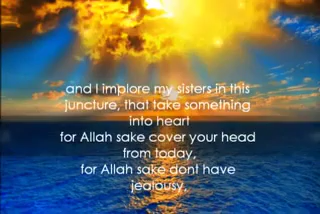 and I implore my sisters in this
juncture, that take something
into heart
for Allah sake cover your head
from today,
for Allah sake dont have
jealousy,